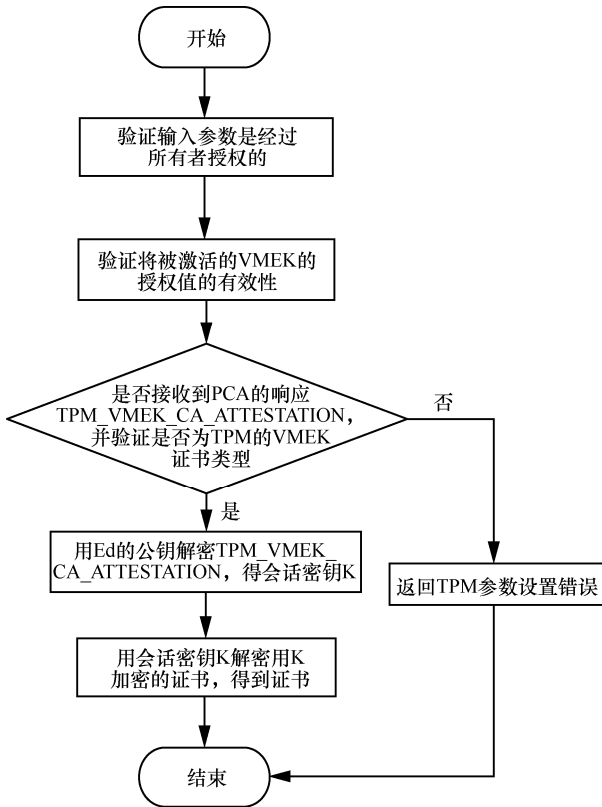 开始
验证输入参数是经过
所有者授权的
验证将被激活的VMEK的
授权值的有效性
是否接收到PCA的响应
TPM_VMEK_CA_ATTESTATION,
并验证是否为TPM的VMEK
证书类型
否
是
用Ed的公钥解密TPM_VMEK_
CA_ATTESTATION，得会话密钥K
返回TPM参数设置错误
用会话密钥K解密用K
加密的证书，得到证书
结束